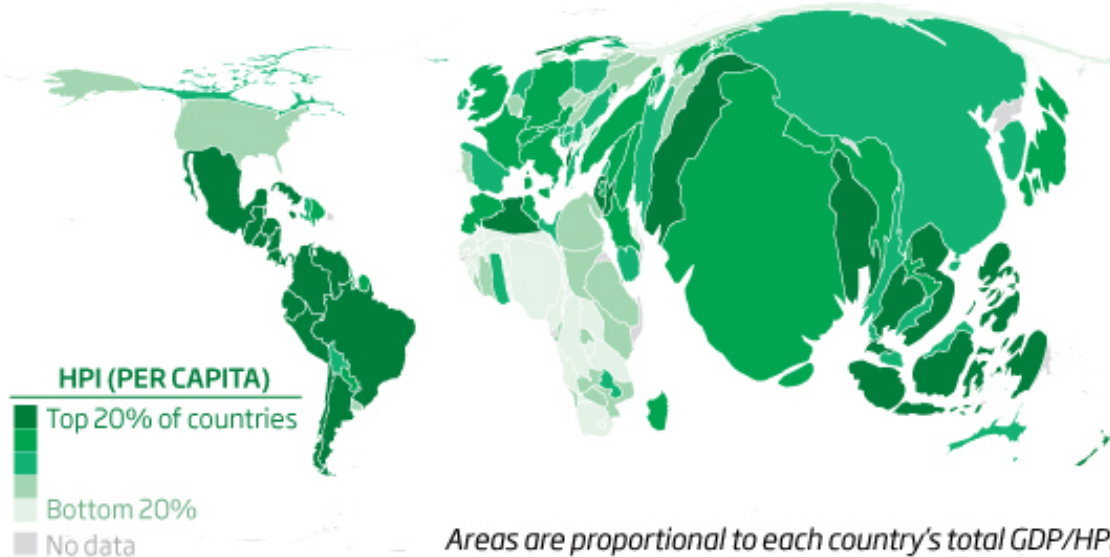 HPI (PER CAPITA)
Top 20% of countries
Bottom 20%
No data
Areas are proportional to each country's total GDP/HP